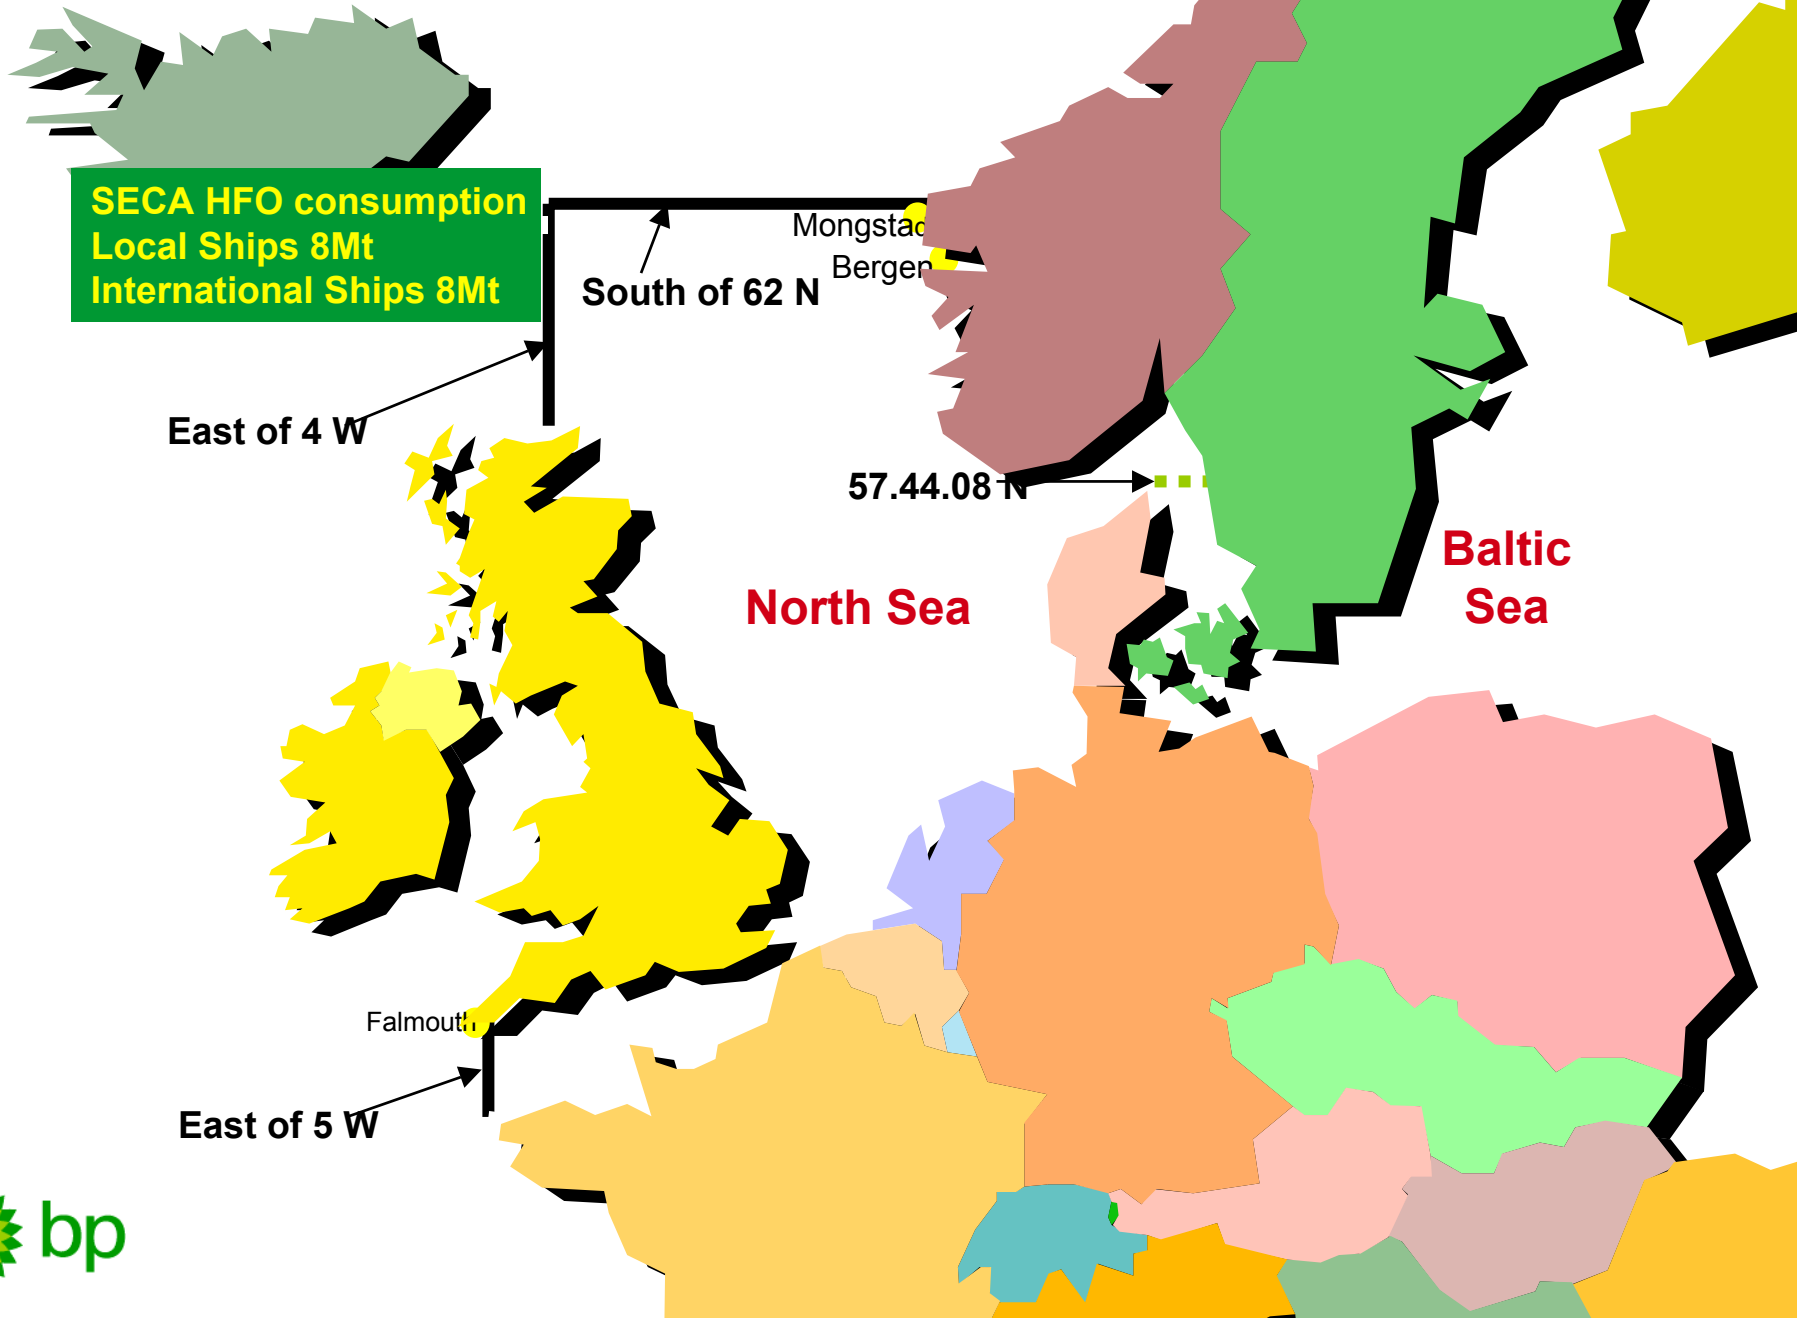 SECA HFO consumption
Local Ships 8Mt
International Ships 8Mt
Mongstad
Bergen
South of 62 N
East of 4 W
57.44.08 N
Baltic
Sea
North Sea
Falmouth
East of 5 W
bp